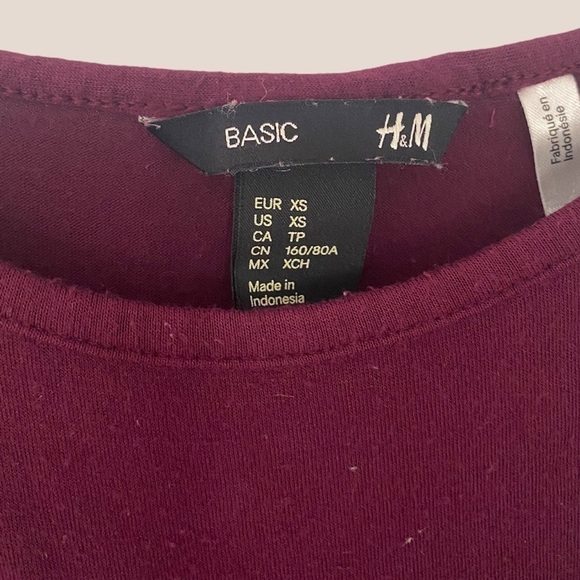 BASIC H&M
EUR XS
US XS
CA TP
CN 160/80A
MX XCH
Made in
Indonesia
Fabriqué en
Indonésie